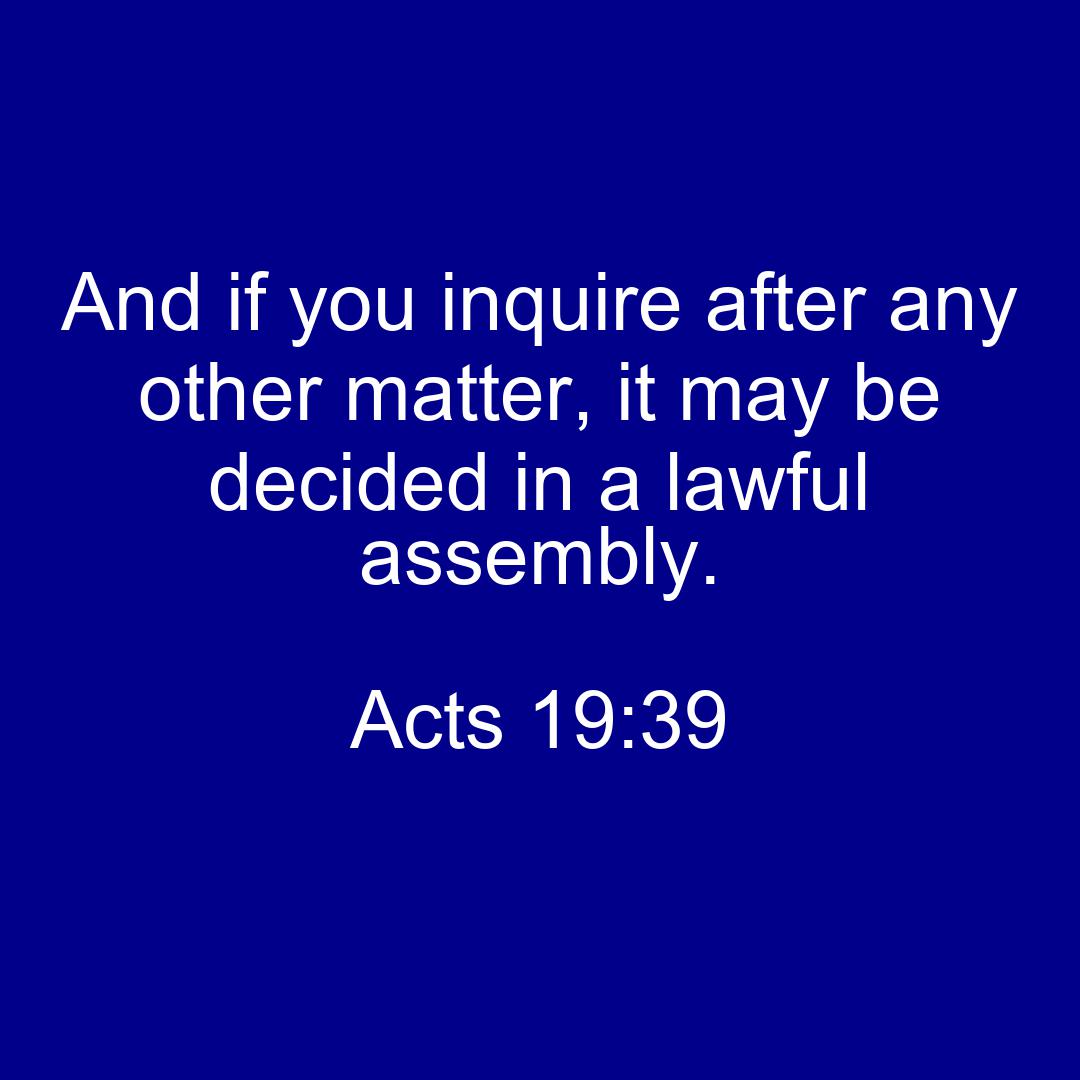 And if you inquire after any
other matter, it may be
decided in a lawful
assembly.
Acts 19:39